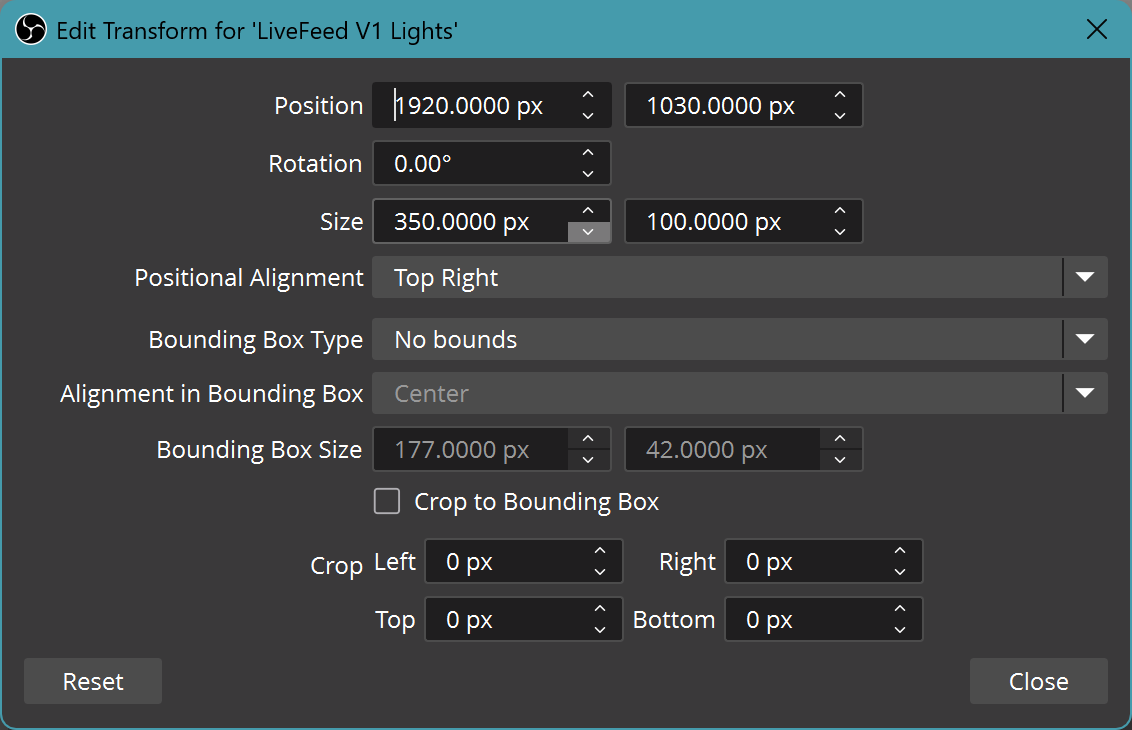 Edit Transform for 'LiveFeed V1 Lights'
Position 1920.0000 px 1030.0000 px
Rotation 0.00°
Size 350.0000 px 100.0000 px
Positional Alignment Top Right
Bounding Box Type No bounds
Alignment in Bounding Box Center
Bounding Box Size 177.0000 px 42.0000 px
Crop to Bounding Box
Crop Left 0 px Right 0 px
Top 0 px Bottom 0 px
Reset Close